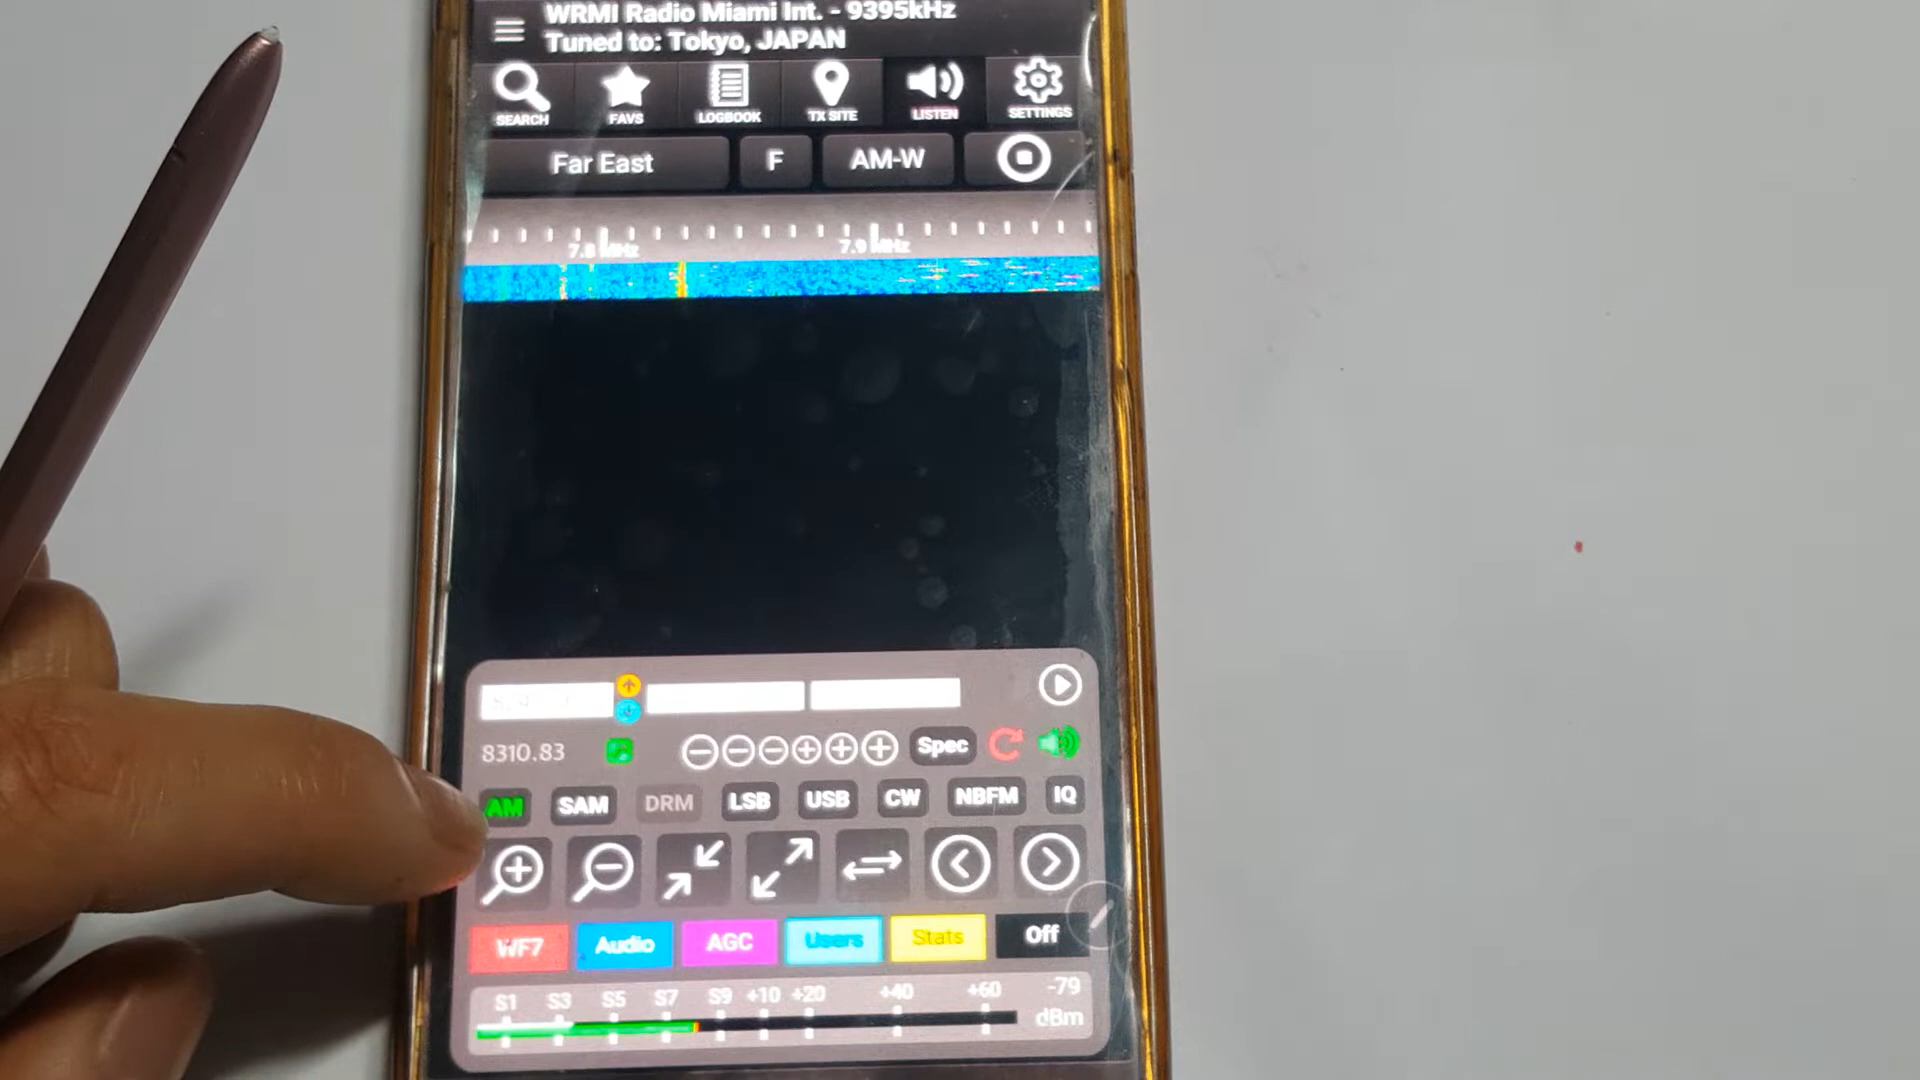 WRMI Radio Miami Int. - 9395kHz
Tuned to: Tokyo, JAPAN
SEARCH FAVS LOGBOOK TX SITE LISTEN SETTINGS
Far East F AM-W
7.8 MHz 7.9 MHz
8310.83 Spec
AM SAM DRM LSB USB CW NBFM IQ
WF7 Audio AGC Users Stats Off
S1 S3 S5 S7 S9 +10 +20 +40 +60 -79
dBm